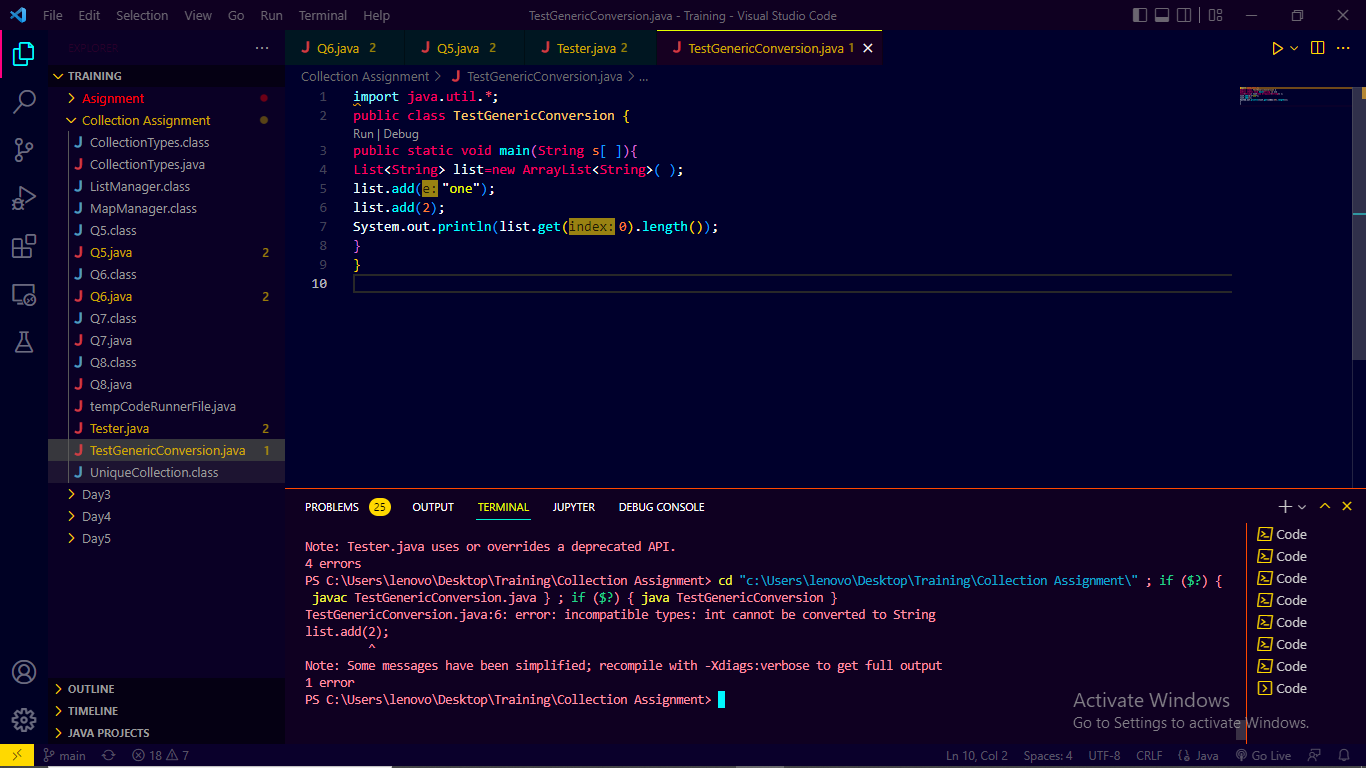 File Edit Selection View Go Run Terminal Help TestGenericConversion.java - Training - Visual Studio Code
EXPLORER ...
TRAINING
Asignment
Collection Assignment
CollectionTypes.class
CollectionTypes.java
ListManager.class
MapManager.class
Q5.class
Q5.java 2
Q6.class
Q6.java 2
Q7.class
Q7.java
Q8.class
Q8.java
tempCodeRunnerFile.java
Tester.java 2
TestGenericConversion.java 1
UniqueCollection.class
Day3
Day4
Day5
OUTLINE
TIMELINE
JAVA PROJECTS
Q6.java 2 Q5.java 2 Tester.java 2 TestGenericConversion.java 1
Collection Assignment > J TestGenericConversion.java > ...
1 import java.util.*;
2 public class TestGenericConversion {
Run | Debug
3 public static void main(String s[ ]){
4 List<String> list=new ArrayList<String>( );
5 list.add(e: "one");
6 list.add(2);
7 System.out.println(list.get(index: 0).length());
8 }
9 }
10
PROBLEMS 25 OUTPUT TERMINAL JUPYTER DEBUG CONSOLE
Note: Tester.java uses or overrides a deprecated API.
4 errors
PS C:\Users\lenovo\Desktop\Training\Collection Assignment> cd "c:\Users\lenovo\Desktop\Training\Collection Assignment\" ; if ($?) {
javac TestGenericConversion.java } ; if ($?) { java TestGenericConversion }
TestGenericConversion.java:6: error: incompatible types: int cannot be converted to String
list.add(2);
^
Note: Some messages have been simplified; recompile with -Xdiags:verbose to get full output
1 error
PS C:\Users\lenovo\Desktop\Training\Collection Assignment>
Code
Code
Code
Code
Code
Code
Code
Code
Activate Windows
Go to Settings to activate Windows.
main 18 7 Ln 10, Col 2 Spaces: 4 UTF-8 CRLF {} Java Go Live